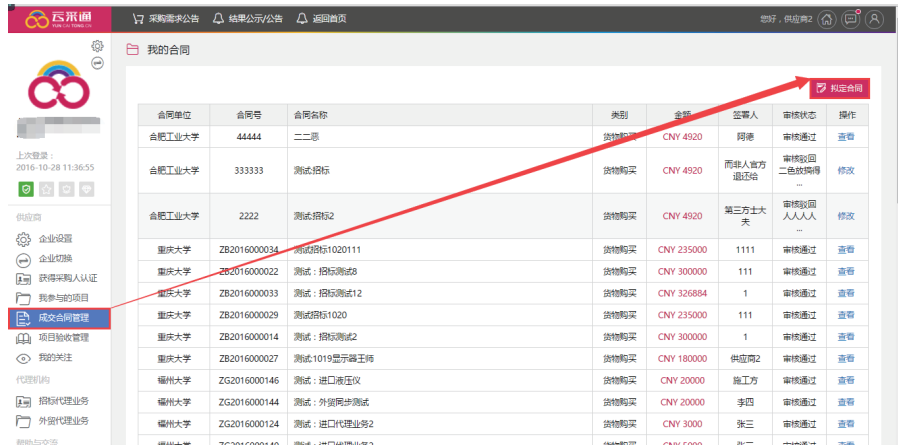 云采通
YUN CAI TONG.CN
采购需求公告 结果公示/公告 返回首页
您好，供应商2
我的合同
拟定合同
上次登录：
2016-10-28 11:36:55
供应商
企业设置
企业切换
获得采购人认证
我参与的项目
成交合同管理
项目验收管理
我的关注
代理机构
招标代理业务
外贸代理业务
帮助与交流
合同单位 合同号 合同名称 类别 金额 签署人 审核状态 操作
合肥工业大学 44444 二二恶 货物购买 CNY 4920 阿德 审核通过 查看
合肥工业大学 333333 测试:招标 货物购买 CNY 4920 而非人官方退还给 审核驳回 二色放搞得 ... 修改
合肥工业大学 2222 测试:招标2 货物购买 CNY 4920 第三方士大夫 审核驳回 人人人人 ... 修改
重庆大学 ZB2016000034 测试招标1020111 货物购买 CNY 235000 1111 审核通过 查看
重庆大学 ZB2016000022 测试：招标测试8 货物购买 CNY 300000 111 审核通过 查看
重庆大学 ZB2016000033 测试：招标测试12 货物购买 CNY 326884 1 审核通过 查看
重庆大学 ZB2016000029 测试招标1020 货物购买 CNY 235000 111 审核通过 查看
重庆大学 ZB2016000014 测试：招标测试2 货物购买 CNY 300000 1 审核通过 查看
重庆大学 ZB2016000027 测试:1019显示器王师 货物购买 CNY 180000 供应商2 审核通过 查看
福州大学 ZG2016000146 测试：进口液压仪 货物购买 CNY 20000 施工方 审核通过 查看
福州大学 ZG2016000144 测试：外贸同步测试 货物购买 CNY 20000 李四 审核通过 查看
福州大学 ZG2016000124 测试：进口代理业务2 货物购买 CNY 3000 张三 审核通过 查看